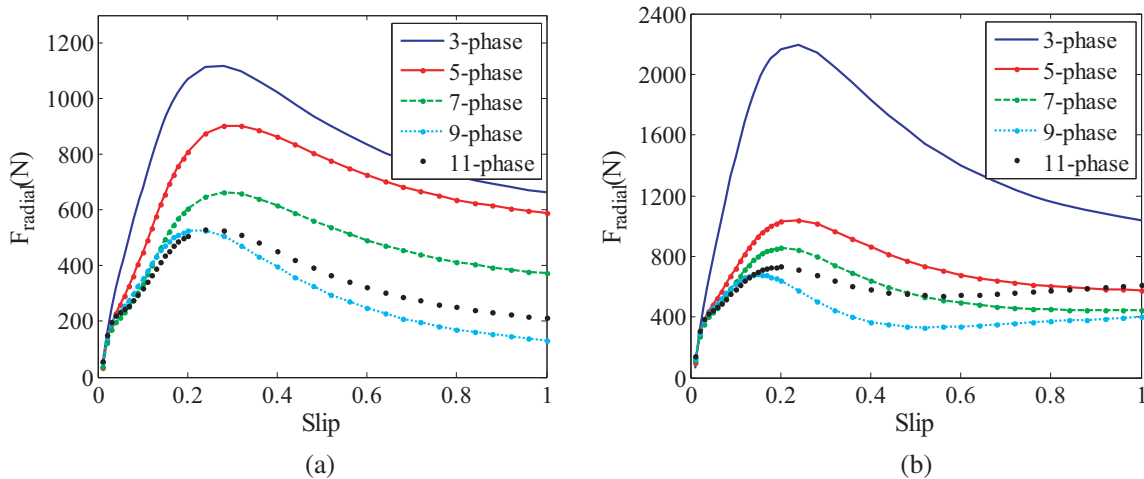 1200
1000
800
600
400
200
0
F_radial(N)
0 0.2 0.4 0.6 0.8 1
Slip
3-phase
5-phase
7-phase
9-phase
11-phase
(a)
2400
2000
1600
1200
800
400
0
F_radial(N)
0 0.2 0.4 0.6 0.8 1
Slip
3-phase
5-phase
7-phase
9-phase
11-phase
(b)